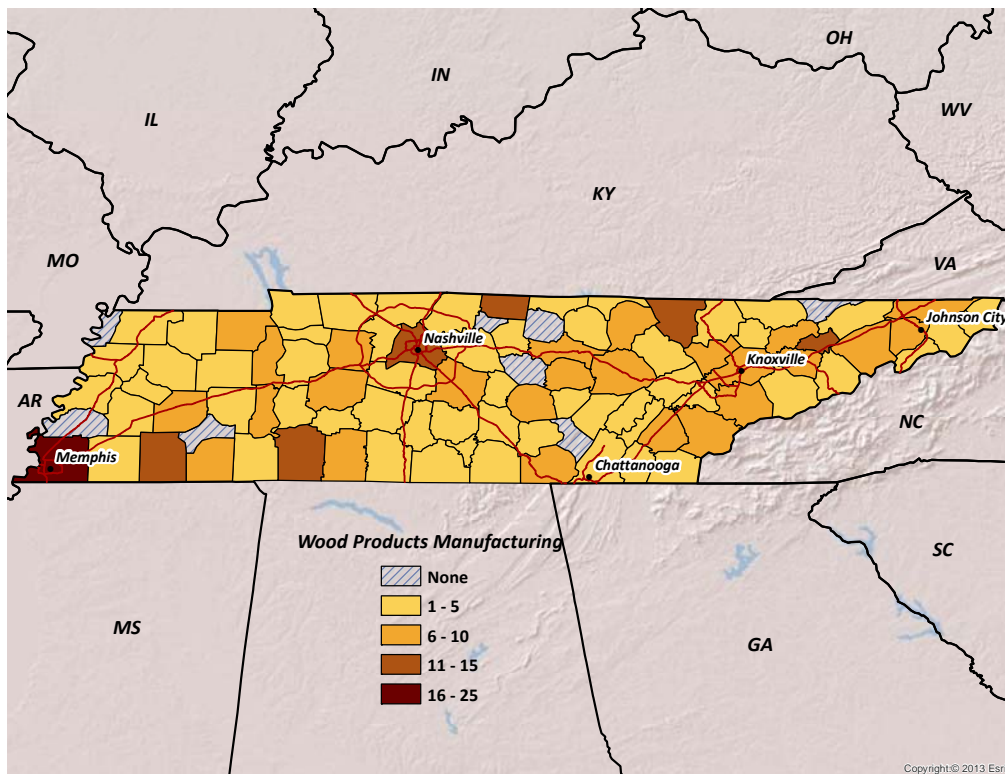 OH
IN
WV
IL
KY
MO
VA
Johnson City
Nashville
Knoxville
AR
NC
Memphis
Chattanooga
Wood Products Manufacturing
None
1 - 5
6 - 10
11 - 15
16 - 25
SC
MS
GA
Copyright:© 2013 Esri